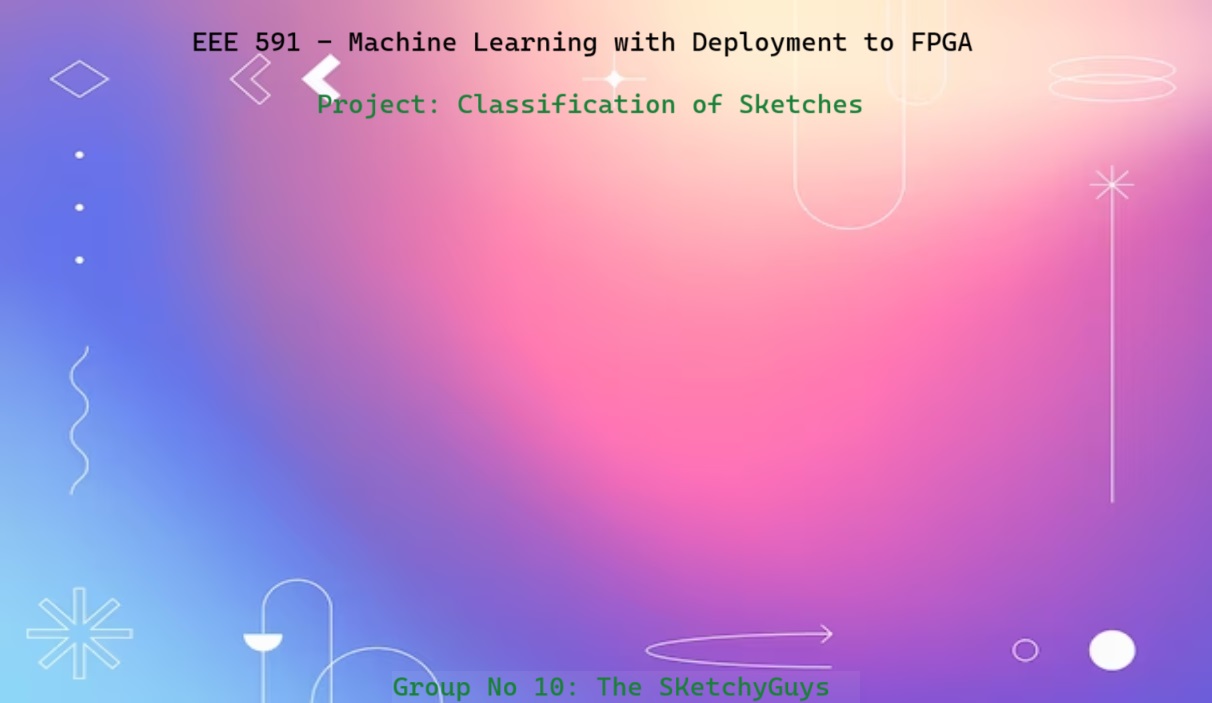 EEE 591 – Machine Learning with Deployment to FPGA
Project: Classification of Sketches
Group No 10: The SKetchyGuys